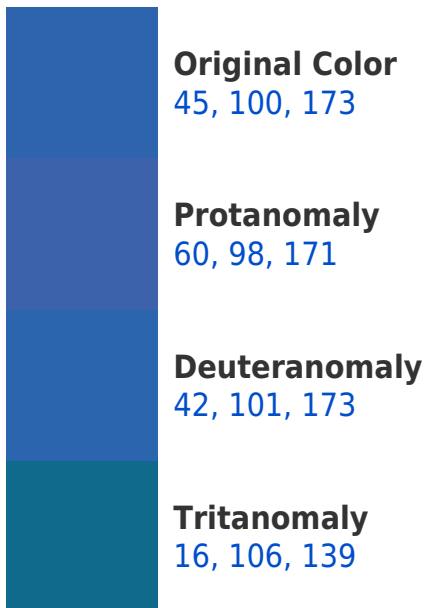 Original Color
45, 100, 173
Protanomaly
60, 98, 171
Deuteranomaly
42, 101, 173
Tritanomaly
16, 106, 139